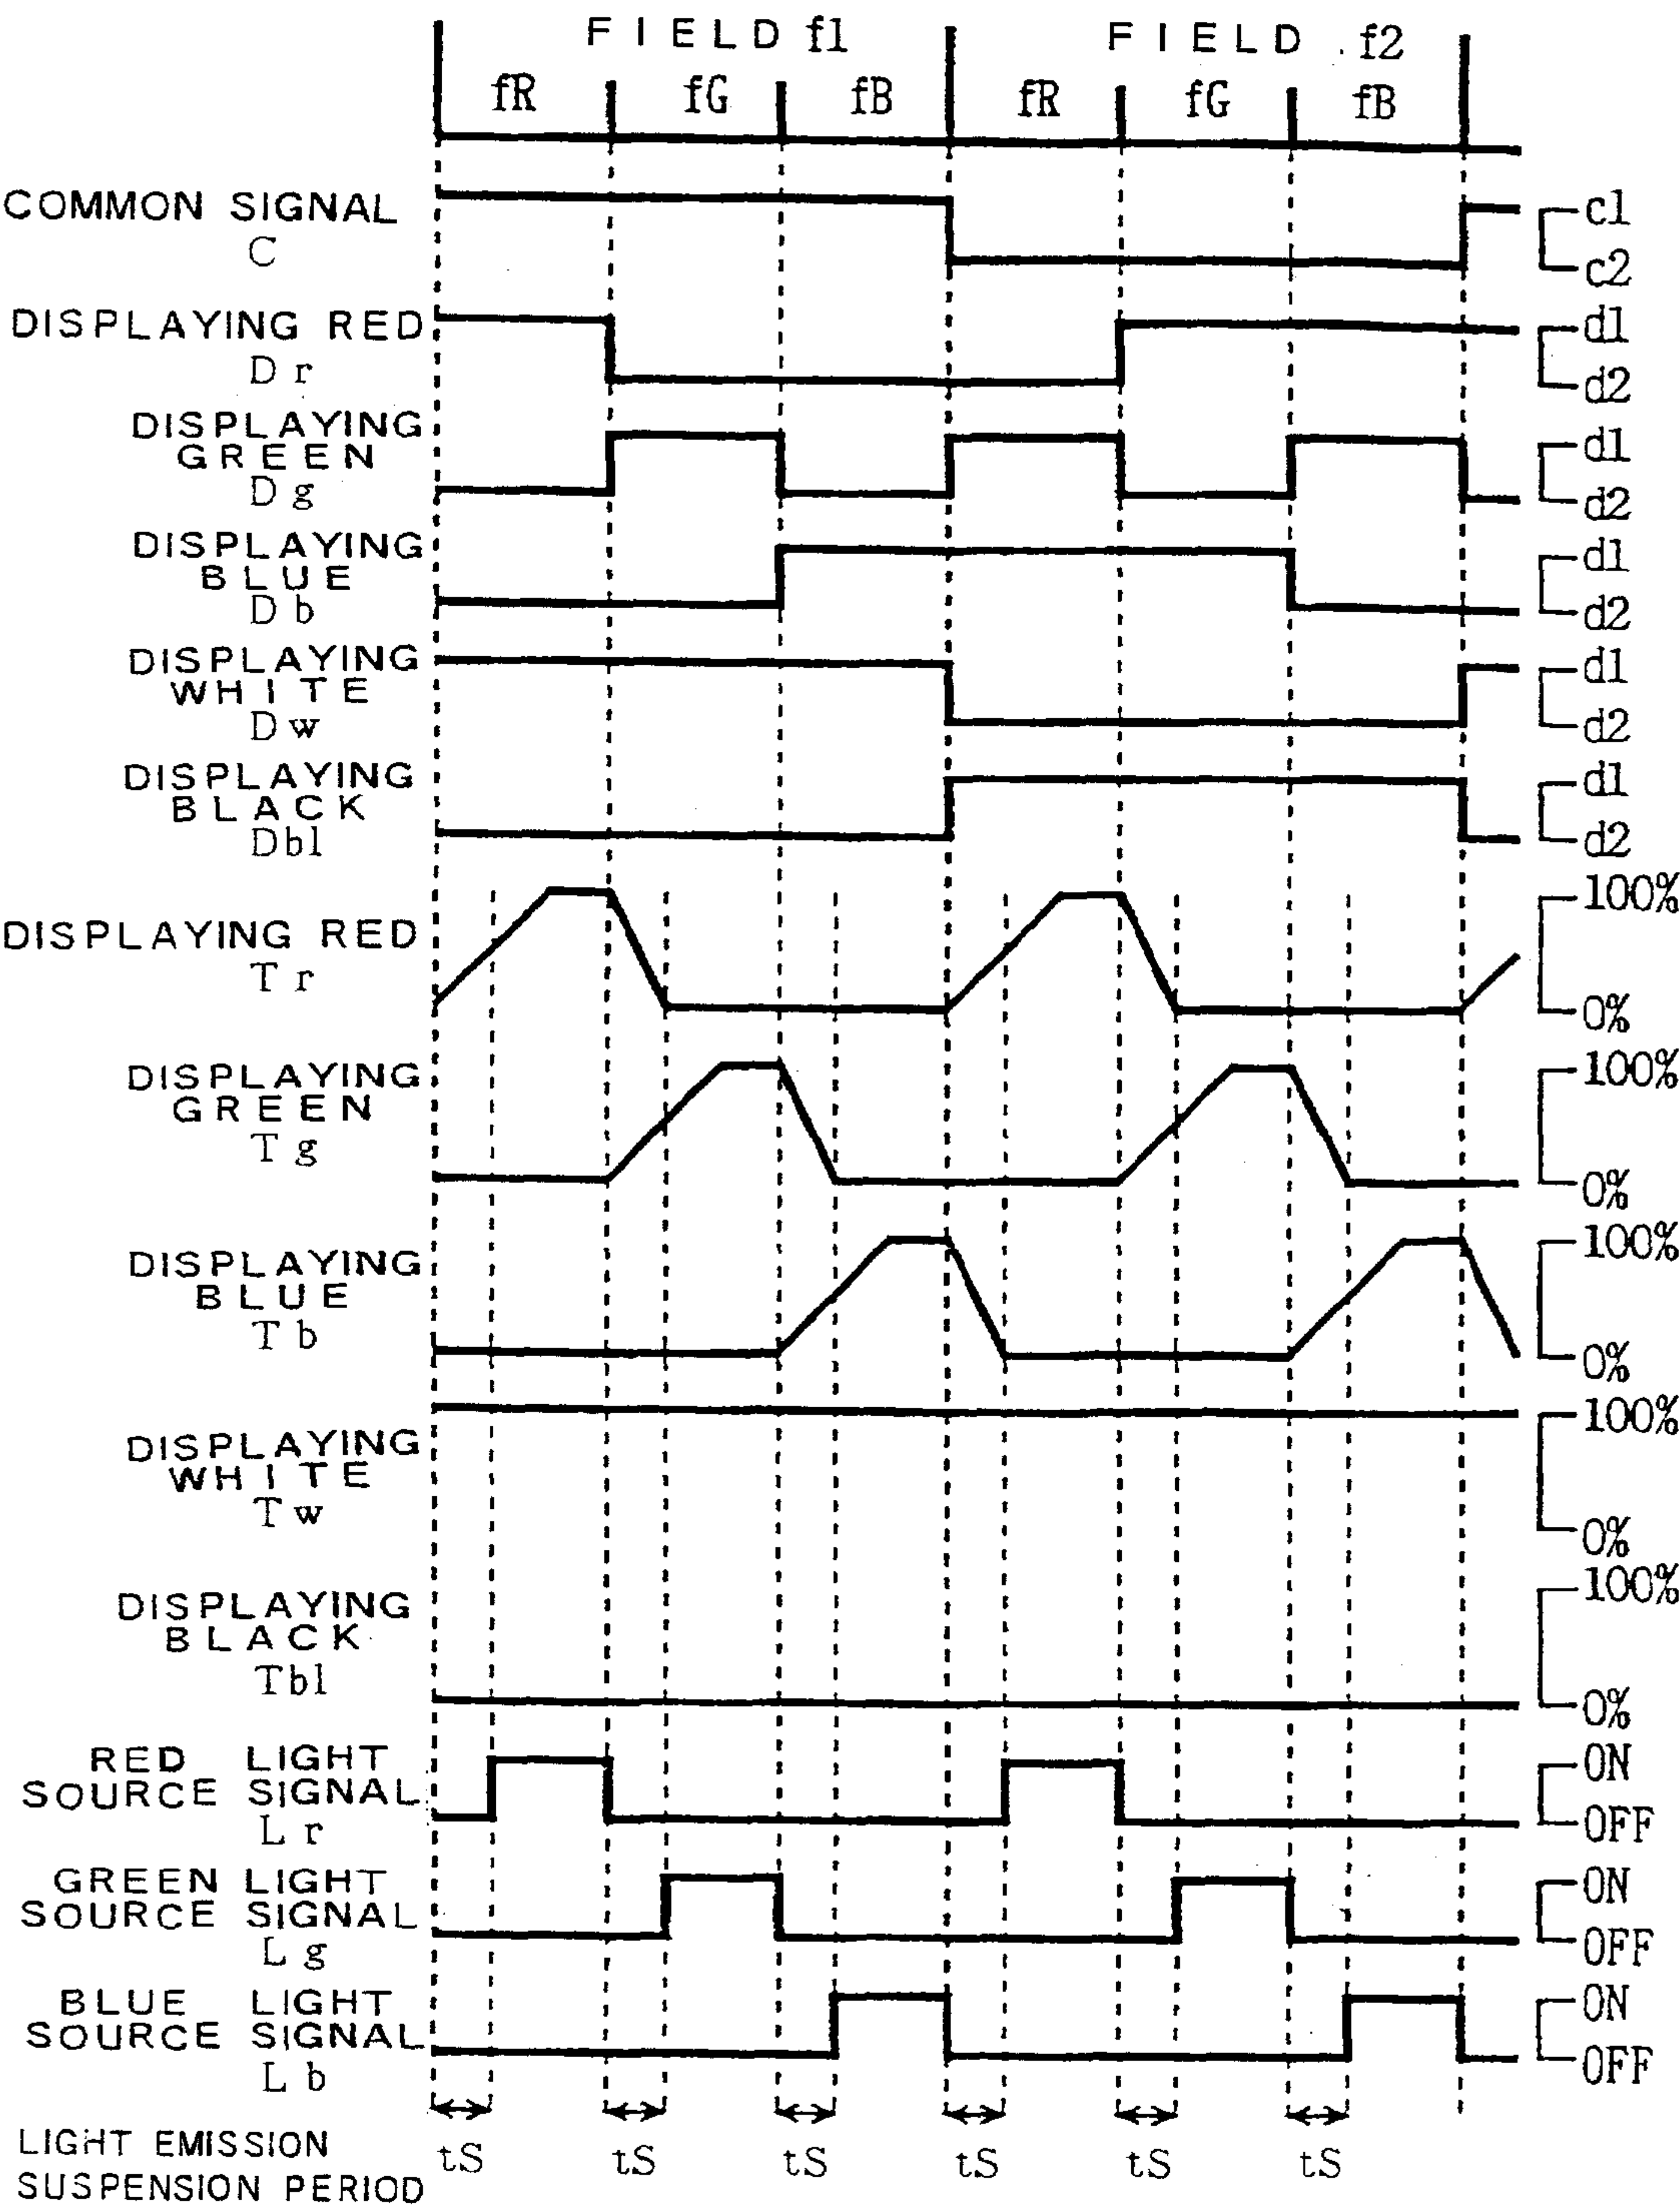 FIELD f1 FIELD f2
fR fG fB fR fG fB
COMMON SIGNAL
C
c1
c2
DISPLAYING RED
Dr
d1
d2
DISPLAYING
GREEN
Dg
d1
d2
DISPLAYING
BLUE
Db
d1
d2
DISPLAYING
WHITE
Dw
d1
d2
DISPLAYING
BLACK
Dbl
d1
d2
DISPLAYING RED
Tr
100%
0%
DISPLAYING
GREEN
Tg
100%
0%
DISPLAYING
BLUE
Tb
100%
0%
DISPLAYING
WHITE
Tw
100%
0%
DISPLAYING
BLACK
Tbl
100%
0%
RED LIGHT
SOURCE SIGNAL
Lr
ON
OFF
GREEN LIGHT
SOURCE SIGNAL
Lg
ON
OFF
BLUE LIGHT
SOURCE SIGNAL
Lb
ON
OFF
LIGHT EMISSION
SUSPENSION PERIOD
tS tS tS tS tS tS